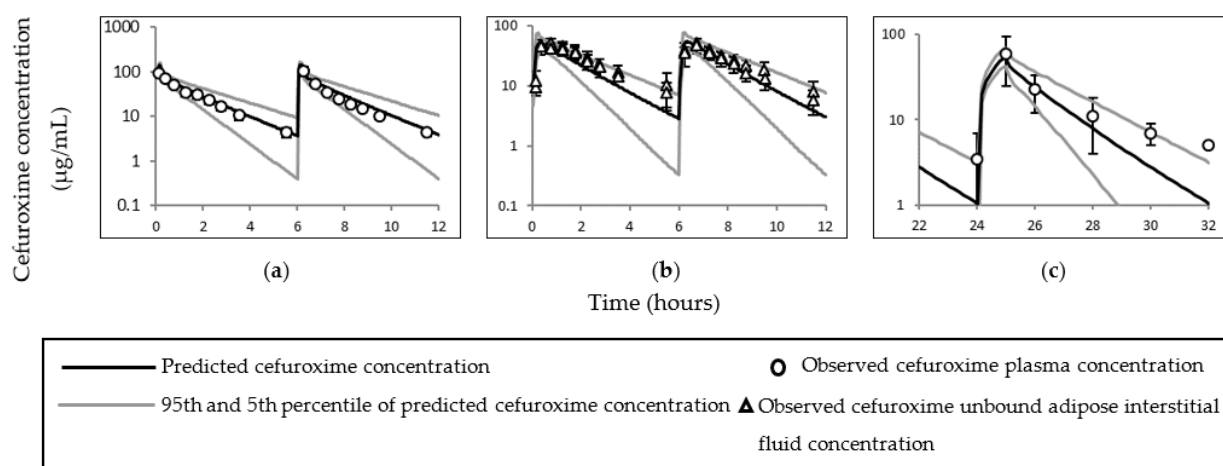 Cefuroxime concentration
(µg/mL)
1000
100
10
1
0.1
0 2 4 6 8 10 12
(a)
100
10
1
0.1
0 2 4 6 8 10 12
(b)
100
10
1
22 24 26 28 30 32
(c)
Time (hours)
Predicted cefuroxime concentration
Observed cefuroxime plasma concentration
95th and 5th percentile of predicted cefuroxime concentration
Observed cefuroxime unbound adipose interstitial
fluid concentration